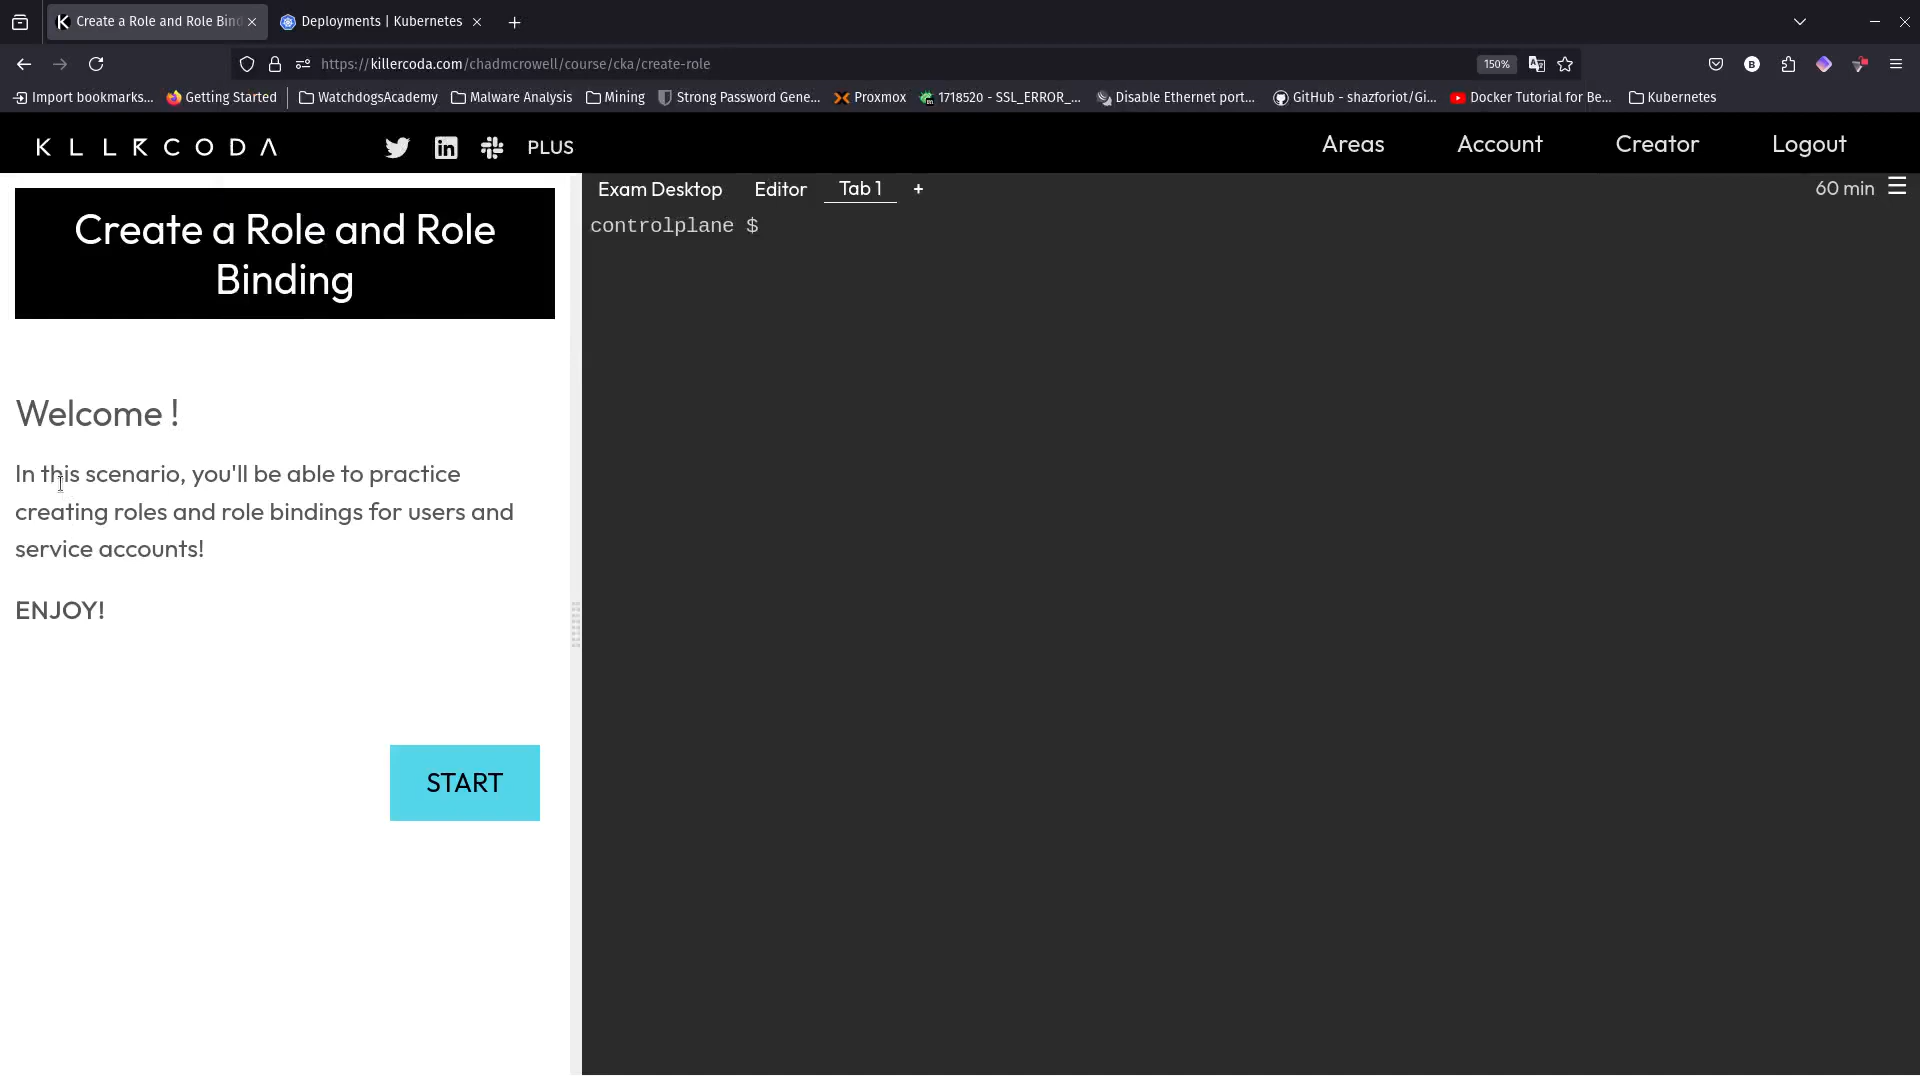 Create a Role and Role Bind
Deployments | Kubernetes
https://killercoda.com/chadmcrowell/course/cka/create-role
150%
B
Import bookmarks...
Getting Started
WatchdogsAcademy
Malware Analysis
Mining
Strong Password Gene...
Proxmox
1718520 - SSL_ERROR_...
Disable Ethernet port...
GitHub - shazforiot/Gi...
Docker Tutorial for Be...
Kubernetes
KLLRCODA
PLUS
Areas
Account
Creator
Logout
Create a Role and Role
Binding
Welcome !
In this scenario, you'll be able to practice
creating roles and role bindings for users and
service accounts!
ENJOY!
START
Exam Desktop
Editor
Tab 1
+
60 min
controlplane $